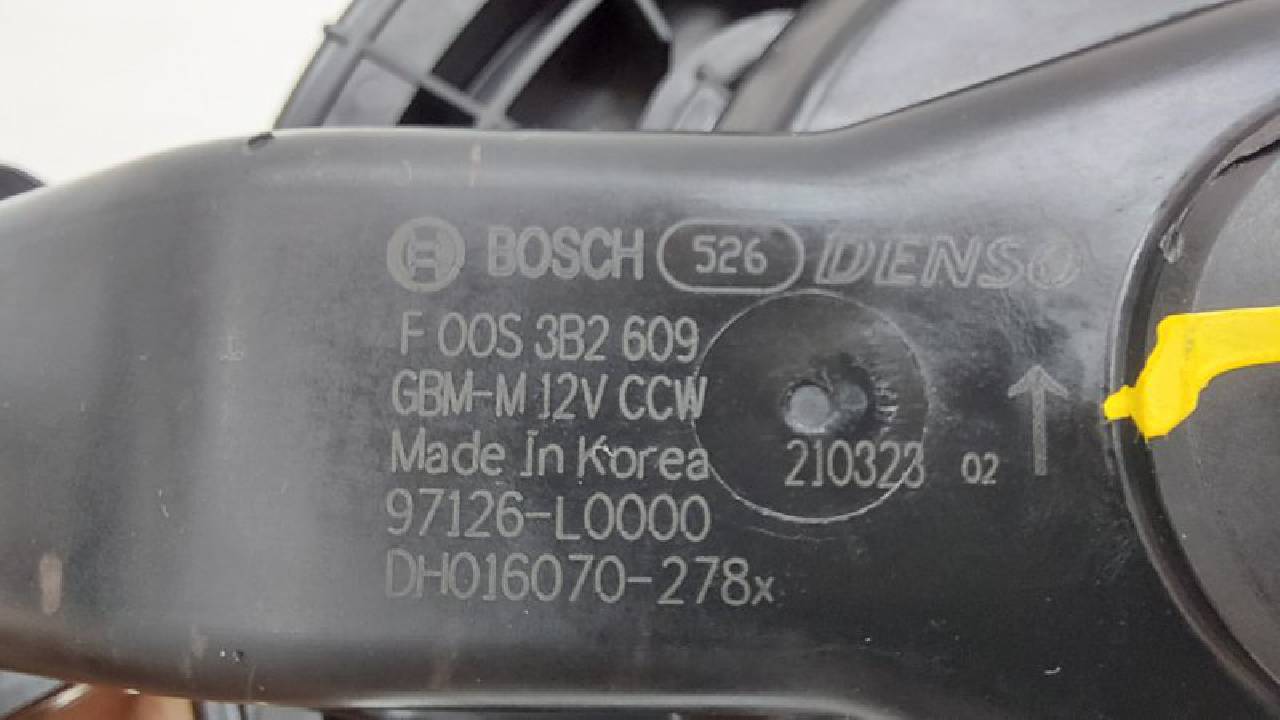 BOSCH 526 DENSO
F 00S 3B2 609
GBM-M 12V CCW
Made In Korea 210323 02
97126-L0000
DH016070-278x